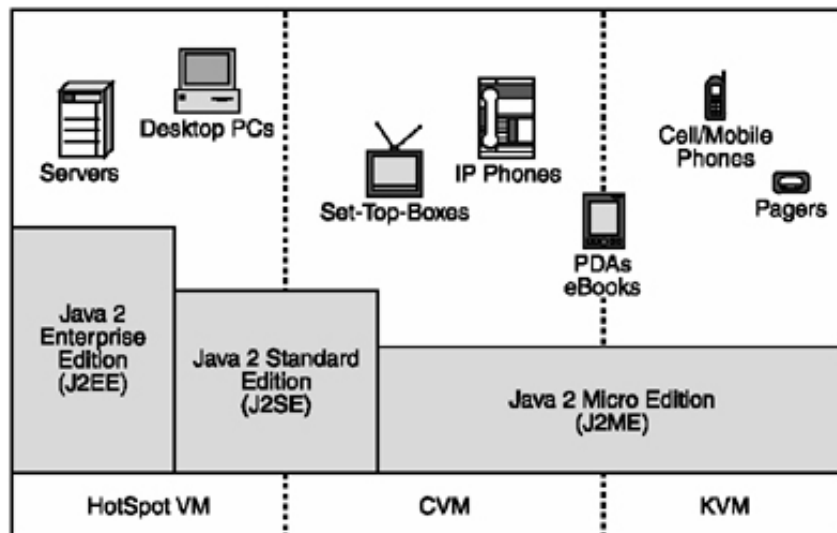 Servers
Desktop PCs
Set-Top-Boxes
IP Phones
PDAs
eBooks
Cell/Mobile
Phones
Pagers
Java 2
Enterprise
Edition
(J2EE)
Java 2 Standard
Edition
(J2SE)
Java 2 Micro Edition
(J2ME)
HotSpot VM
CVM
KVM